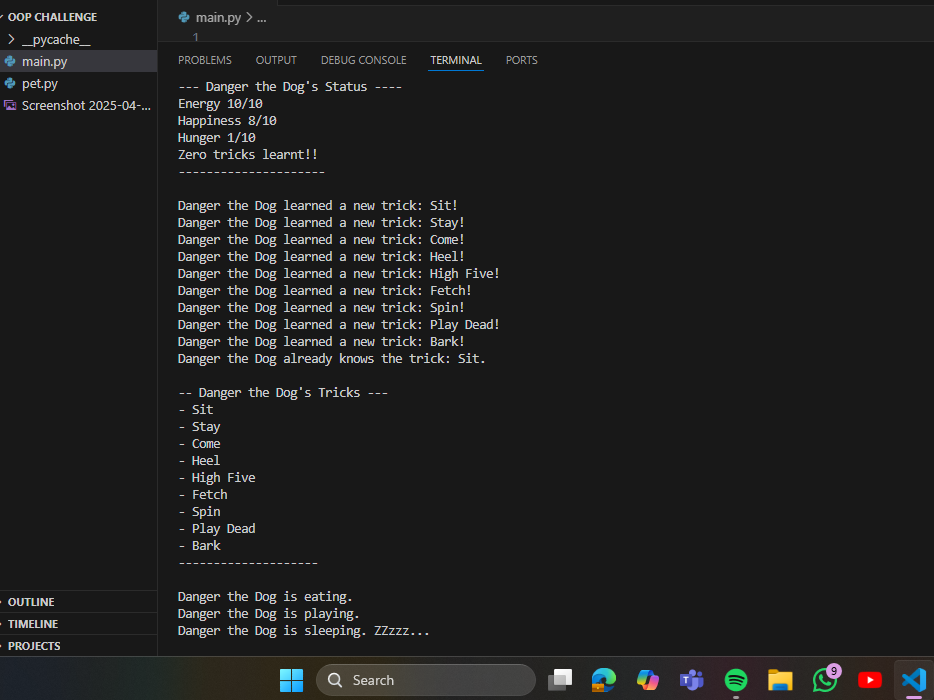 OOP CHALLENGE
__pycache__
main.py
pet.py
Screenshot 2025-04-...
OUTLINE
TIMELINE
PROJECTS
main.py > ...
1
PROBLEMS OUTPUT DEBUG CONSOLE TERMINAL PORTS
--- Danger the Dog's Status ----
Energy 10/10
Happiness 8/10
Hunger 1/10
Zero tricks learnt!!
---------------------
Danger the Dog learned a new trick: Sit!
Danger the Dog learned a new trick: Stay!
Danger the Dog learned a new trick: Come!
Danger the Dog learned a new trick: Heel!
Danger the Dog learned a new trick: High Five!
Danger the Dog learned a new trick: Fetch!
Danger the Dog learned a new trick: Spin!
Danger the Dog learned a new trick: Play Dead!
Danger the Dog learned a new trick: Bark!
Danger the Dog already knows the trick: Sit.
-- Danger the Dog's Tricks ---
- Sit
- Stay
- Come
- Heel
- High Five
- Fetch
- Spin
- Play Dead
- Bark
--------------------
Danger the Dog is eating.
Danger the Dog is playing.
Danger the Dog is sleeping. ZZzzz...
Search
9